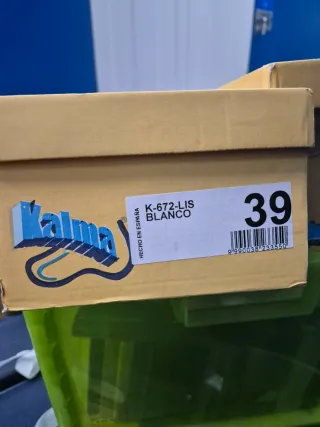 Kalma
®
HECHO EN ESPAÑA
K-672-LIS
BLANCO
39